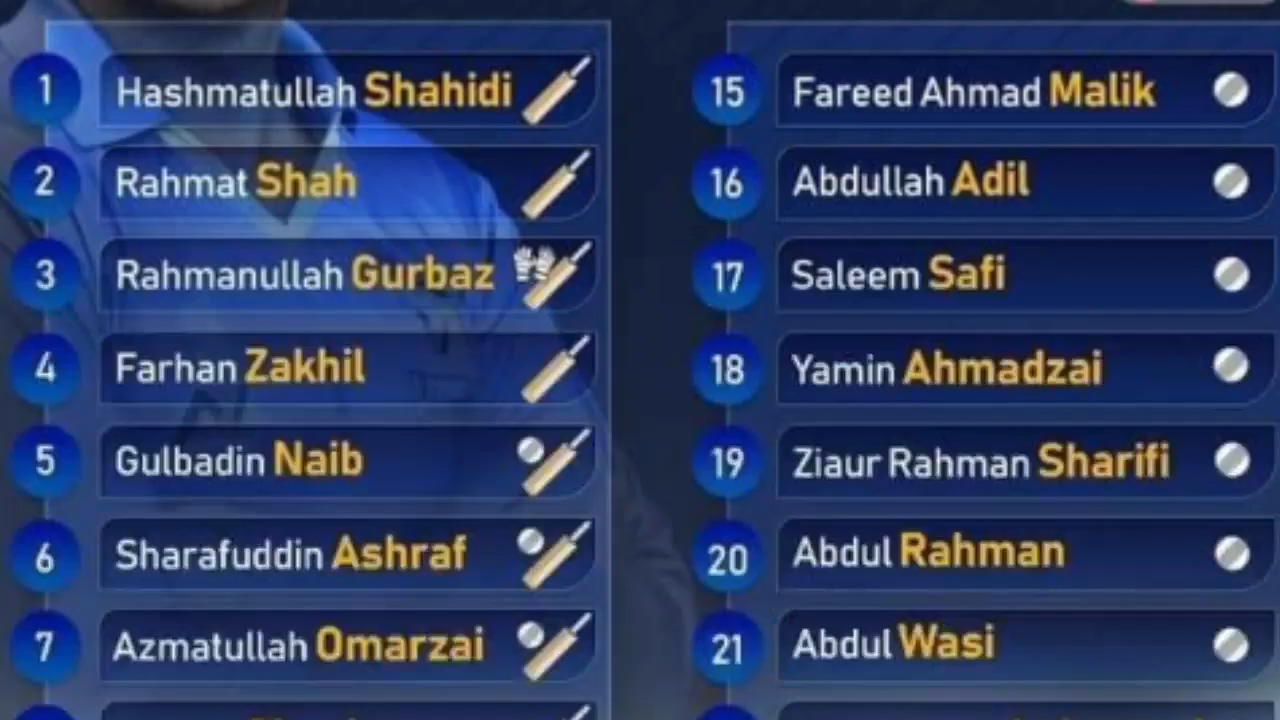 1 Hashmatullah Shahidi
2 Rahmat Shah
3 Rahmanullah Gurbaz
4 Farhan Zakhil
5 Gulbadin Naib
6 Sharafuddin Ashraf
7 Azmatullah Omarzai
15 Fareed Ahmad Malik
16 Abdullah Adil
17 Saleem Safi
18 Yamin Ahmadzai
19 Ziaur Rahman Sharifi
20 Abdul Rahman
21 Abdul Wasi